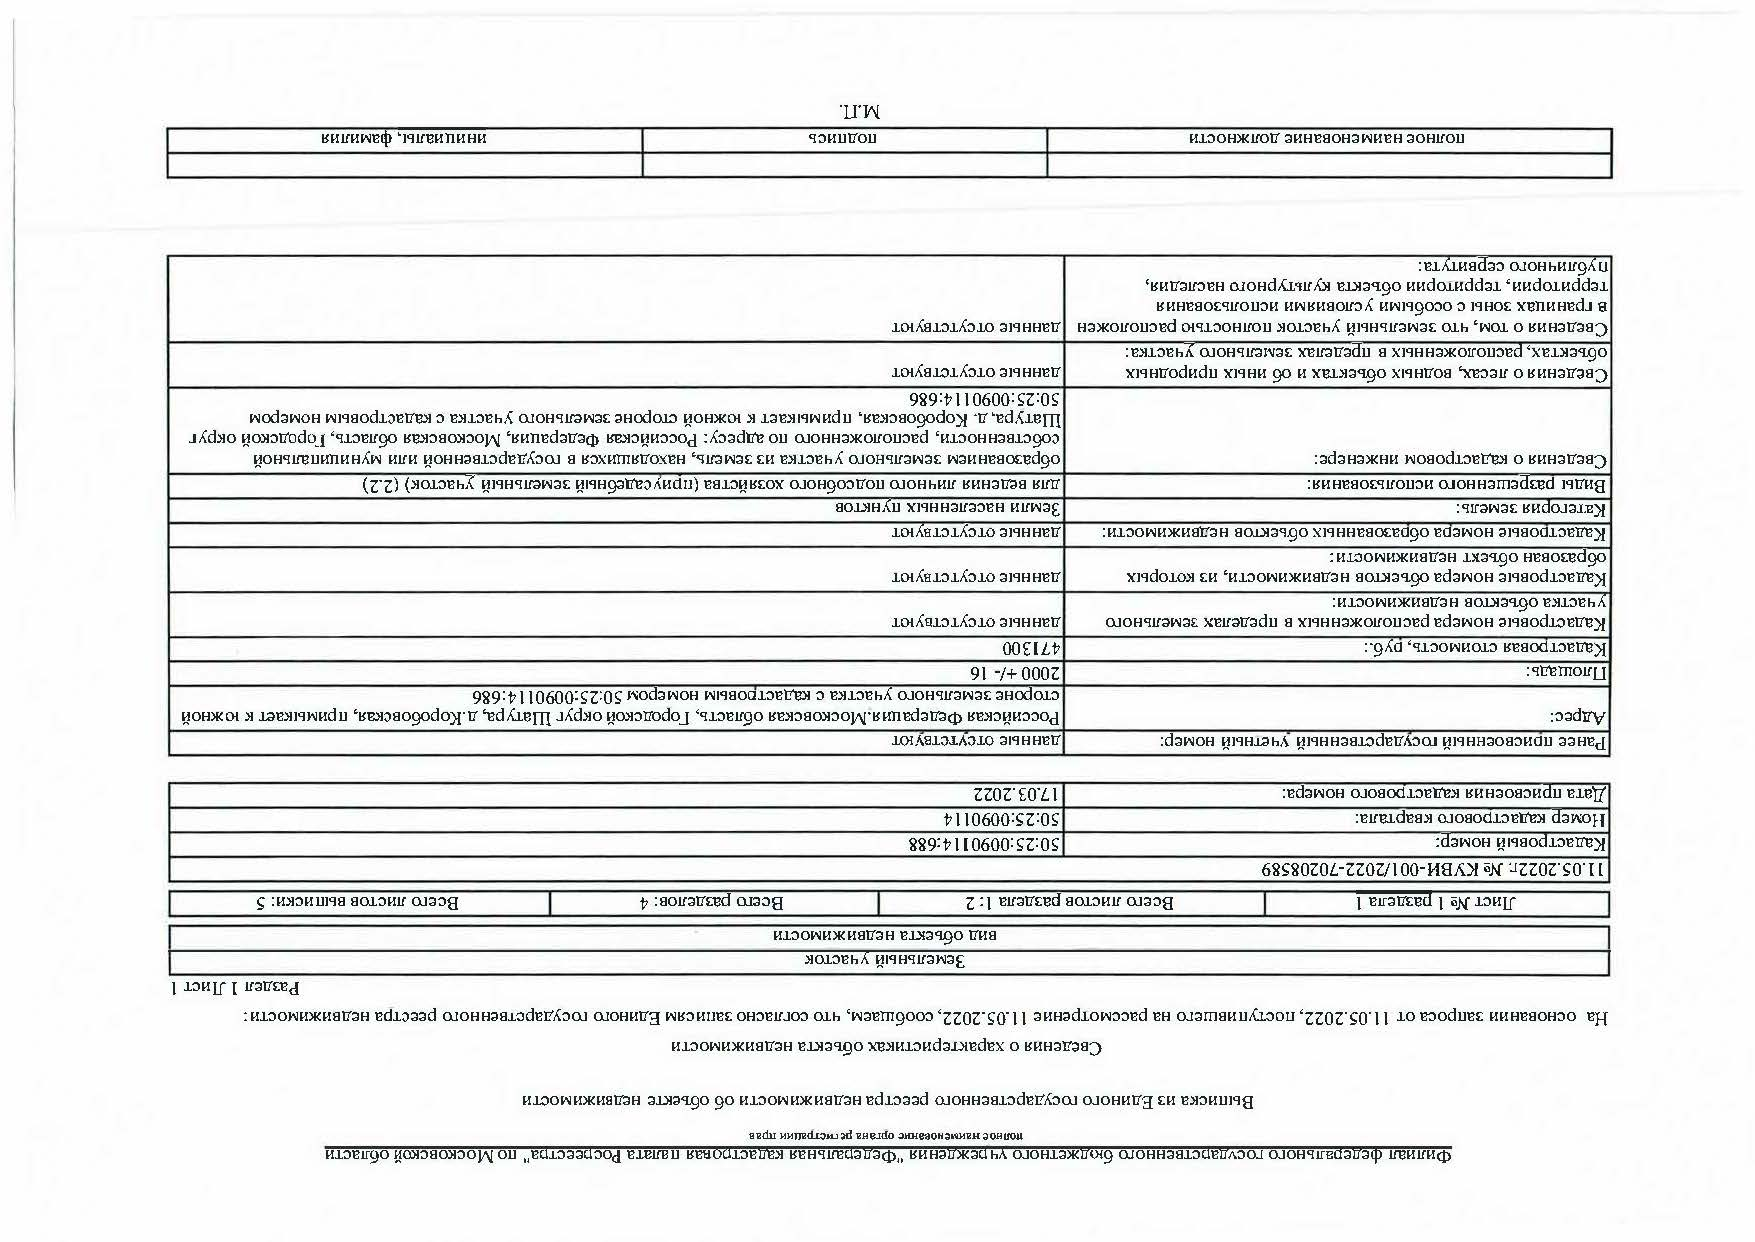 Филиал федерального государственного бюджетного учреждения "Федеральная кадастровая палата Росреестра" по Московской области
полное наименование органа регистрации прав
Выписка из Единого государственного реестра недвижимости об объекте недвижимости
Сведения о характеристиках объекта недвижимости
На основании запроса от 11.05.2022, поступившего на рассмотрение 11.05.2022, сообщаем, что согласно записям Единого государственного реестра недвижимости:
Раздел 1 Лист 1
Земельный участок
вид объекта недвижимости
Лист № 1 раздела 1 Всего листов раздела 1: 2 Всего разделов: 4 Всего листов выписки: 5
11.05.2022г. № КУВИ-001/2022-70208589
Кадастровый номер: 50:25:0090114:688
Номер кадастрового квартала: 50:25:0090114
Дата присвоения кадастрового номера: 17.03.2022
Ранее присвоенный государственный учетный номер: данные отсутствуют
Адрес: Российская Федерация,Московская область, Городской округ Шатура, д.Коробовская, примыкает к южной
стороне земельного участка с кадастровым номером 50:25:0090114:686
Площадь: 2000 +/- 16
Кадастровая стоимость, руб.: 471300
Кадастровые номера расположенных в пределах земельного данные отсутствуют
участка объектов недвижимости:
Кадастровые номера объектов недвижимости, из которых данные отсутствуют
образован объект недвижимости:
Кадастровые номера образованных объектов недвижимости: данные отсутствуют
Категория земель: Земли населенных пунктов
Виды разрешенного использования: для ведения личного подсобного хозяйства (приусадебный земельный участок) (2.2)
Сведения о кадастровом инженере: образованием земельного участка из земель, находящихся в государственной или муниципальной
собственности, расположенного по адресу: Российская Федерация, Московская область, Городской округ
Шатура, д. Коробовская, примыкает к южной стороне земельного участка с кадастровым номером
50:25:0090114:686
Сведения о лесах, водных объектах и об иных природных данные отсутствуют
объектах, расположенных в пределах земельного участка:
Сведения о том, что земельный участок полностью расположен данные отсутствуют
в границах зоны с особыми условиями использования
территории, территории объекта культурного наследия,
публичного сервитута:
полное наименование должности подпись инициалы, фамилия
М.П.